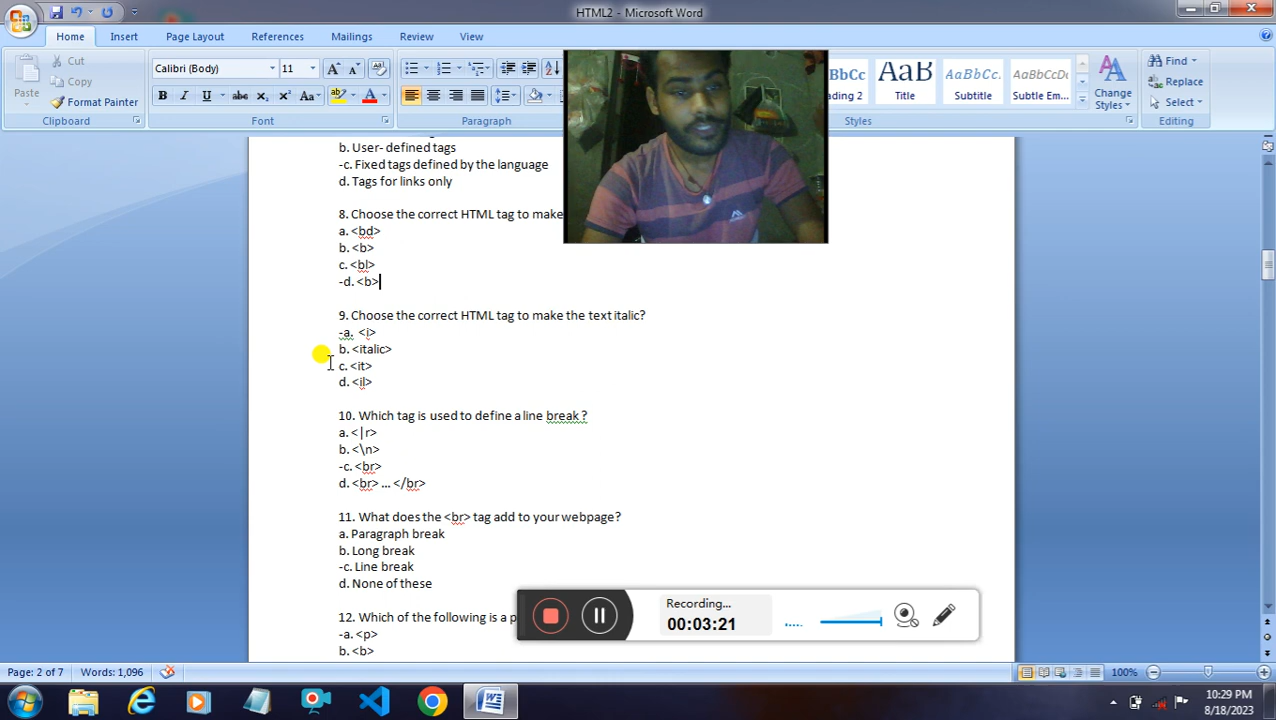 HTML2 - Microsoft Word
Home Insert Page Layout References Mailings Review View
Paste
Cut
Copy
Format Painter
Clipboard
Calibri (Body) 11
Font
Paragraph
AaB
AaBbCc.
AaBbCcDc
Title
Subtitle
Subtle Em...
Change
Styles
Styles
Find
Replace
Select
Editing
b. User- defined tags
-c. Fixed tags defined by the language
d. Tags for links only
8. Choose the correct HTML tag to make
a. <bd>
b. <b>
c. <bl>
-d. <b>
9. Choose the correct HTML tag to make the text italic?
-a. <i>
b. <italic>
c. <it>
d. <il>
10. Which tag is used to define a line break ?
a. <|r>
b. <\n>
-c. <br>
d. <br> ... </br>
11. What does the <br> tag add to your webpage?
a. Paragraph break
b. Long break
-c. Line break
d. None of these
12. Which of the following is a p
-a. <p>
b. <b>
Recording...
00:03:21
Page: 2 of 7 Words: 1,096
100%
10:29 PM
8/18/2023